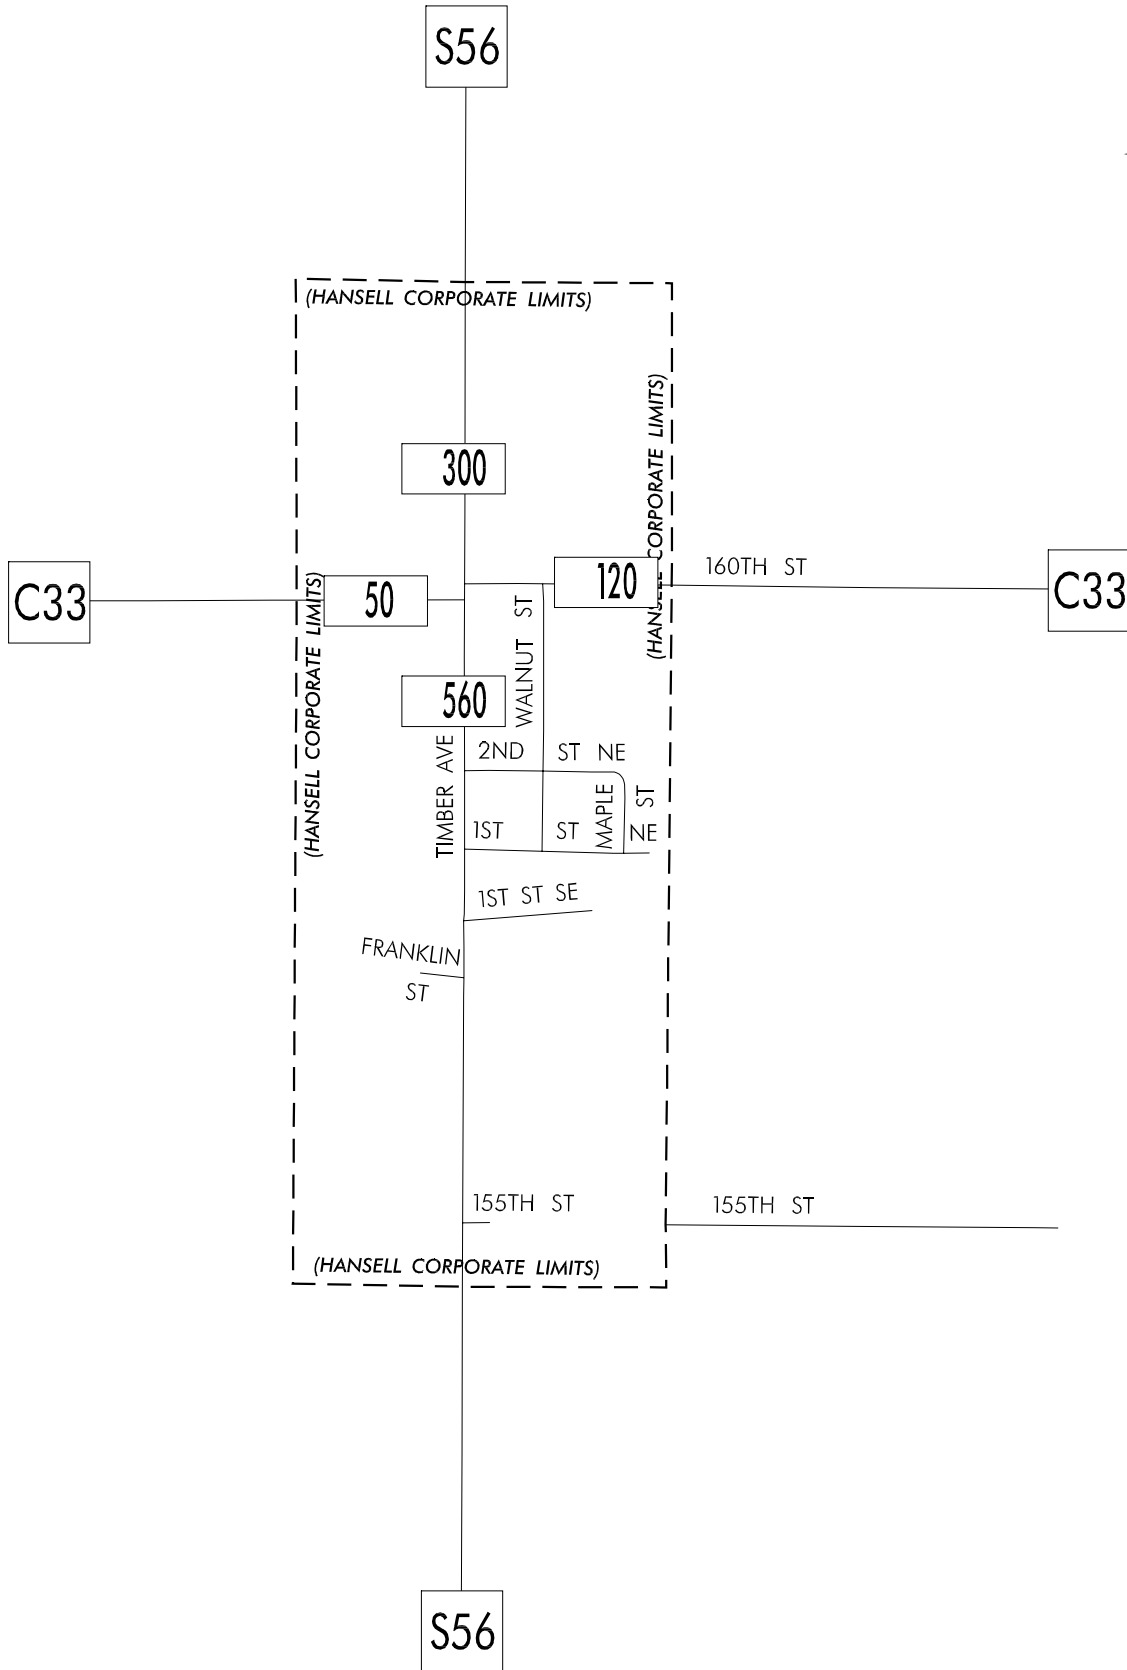 S56
(HANSELL CORPORATE LIMITS)
(HANSELL CORPORATE LIMITS)
300
120
160TH ST
C33
C33
50
(HANSELL CORPORATE LIMITS)
WALNUT ST
560
TIMBER AVE
2ND ST NE
MAPLE ST
1ST ST NE
1ST ST SE
FRANKLIN
ST
155TH ST
155TH ST
(HANSELL CORPORATE LIMITS)
S56